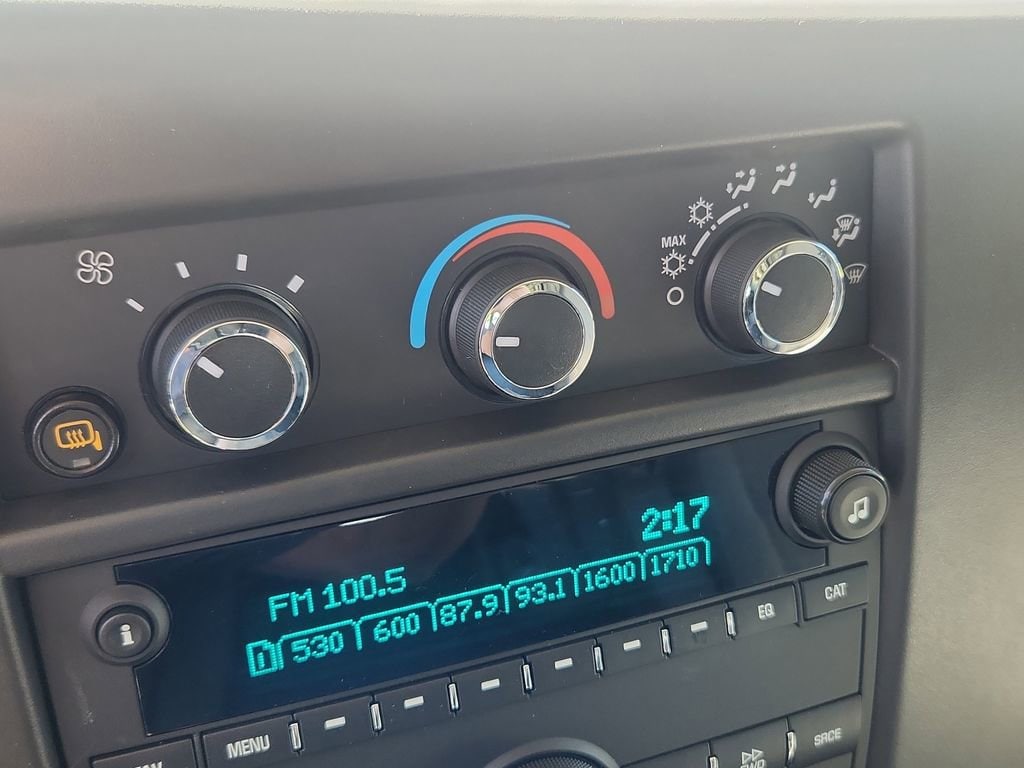 MAX
2:17
FM 100.5
1 530 600 87.9 93.1 1600 1710
i
CAT
EQ
MENU
SRCE